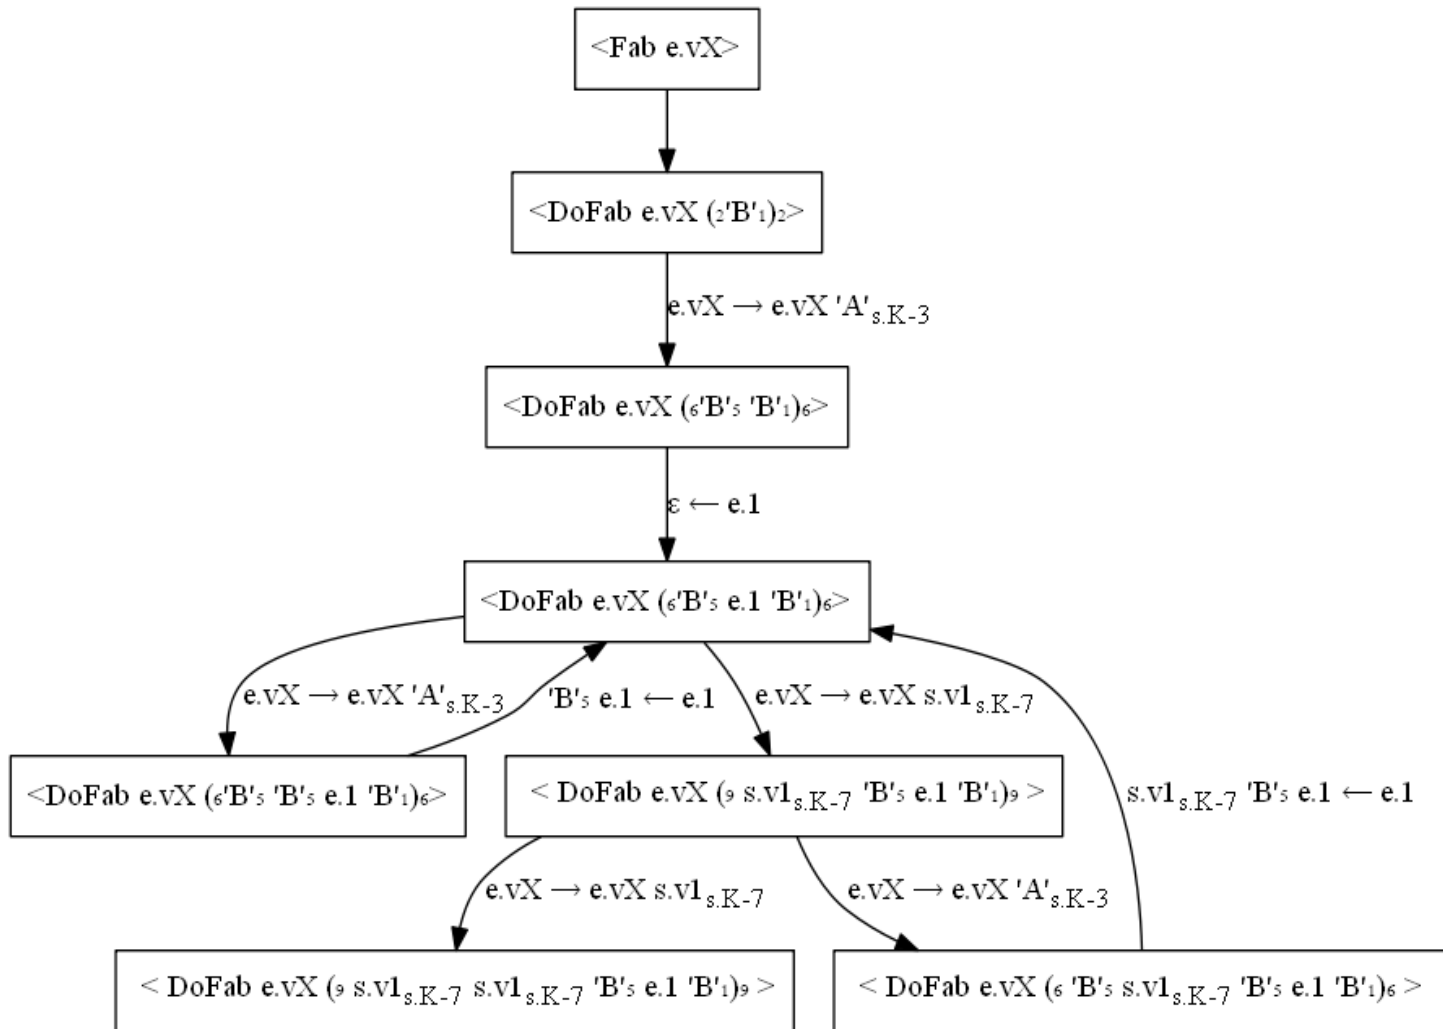 <Fab e.vX>
<DoFab e.vX (₂'B'₁)₂>
e.vX → e.vX 'A'ₛ.K-3
<DoFab e.vX (₆'B'₅ 'B'₁)₆>
ε ← e.1
<DoFab e.vX (₆'B'₅ e.1 'B'₁)₆>
e.vX → e.vX 'A'ₛ.K-3
'B'₅ e.1 ← e.1
e.vX → e.vX s.v1ₛ.K-7
<DoFab e.vX (₆'B'₅ 'B'₅ e.1 'B'₁)₆>
< DoFab e.vX (₉ s.v1ₛ.K-7 'B'₅ e.1 'B'₁)₉ >
s.v1ₛ.K-7 'B'₅ e.1 ← e.1
e.vX → e.vX s.v1ₛ.K-7
e.vX → e.vX 'A'ₛ.K-3
< DoFab e.vX (₉ s.v1ₛ.K-7 s.v1ₛ.K-7 'B'₅ e.1 'B'₁)₉ >
< DoFab e.vX (₆ 'B'₅ s.v1ₛ.K-7 'B'₅ e.1 'B'₁)₆ >